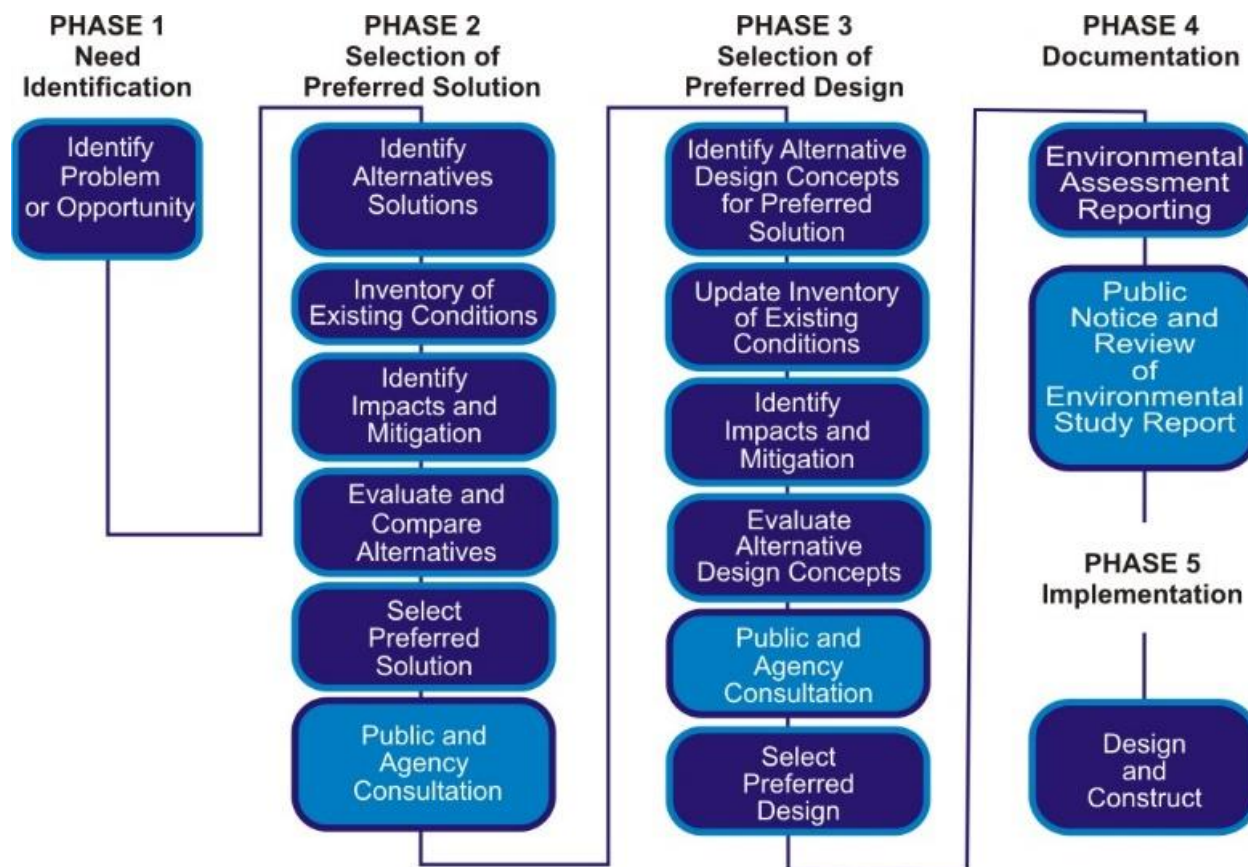 PHASE 1
Need
Identification
Identify
Problem
or Opportunity
PHASE 2
Selection of
Preferred Solution
Identify
Alternatives
Solutions
Inventory of
Existing Conditions
Identify
Impacts and
Mitigation
Evaluate and
Compare
Alternatives
Select
Preferred
Solution
Public and
Agency
Consultation
PHASE 3
Selection of
Preferred Design
Identify Alternative
Design Concepts
for Preferred
Solution
Update Inventory
of Existing
Conditions
Identify
Impacts and
Mitigation
Evaluate
Alternative
Design Concepts
Public and
Agency
Consultation
Select
Preferred
Design
PHASE 4
Documentation
Environmental
Assessment
Reporting
Public
Notice and
Review
of
Environmental
Study Report
PHASE 5
Implementation
Design
and
Construct